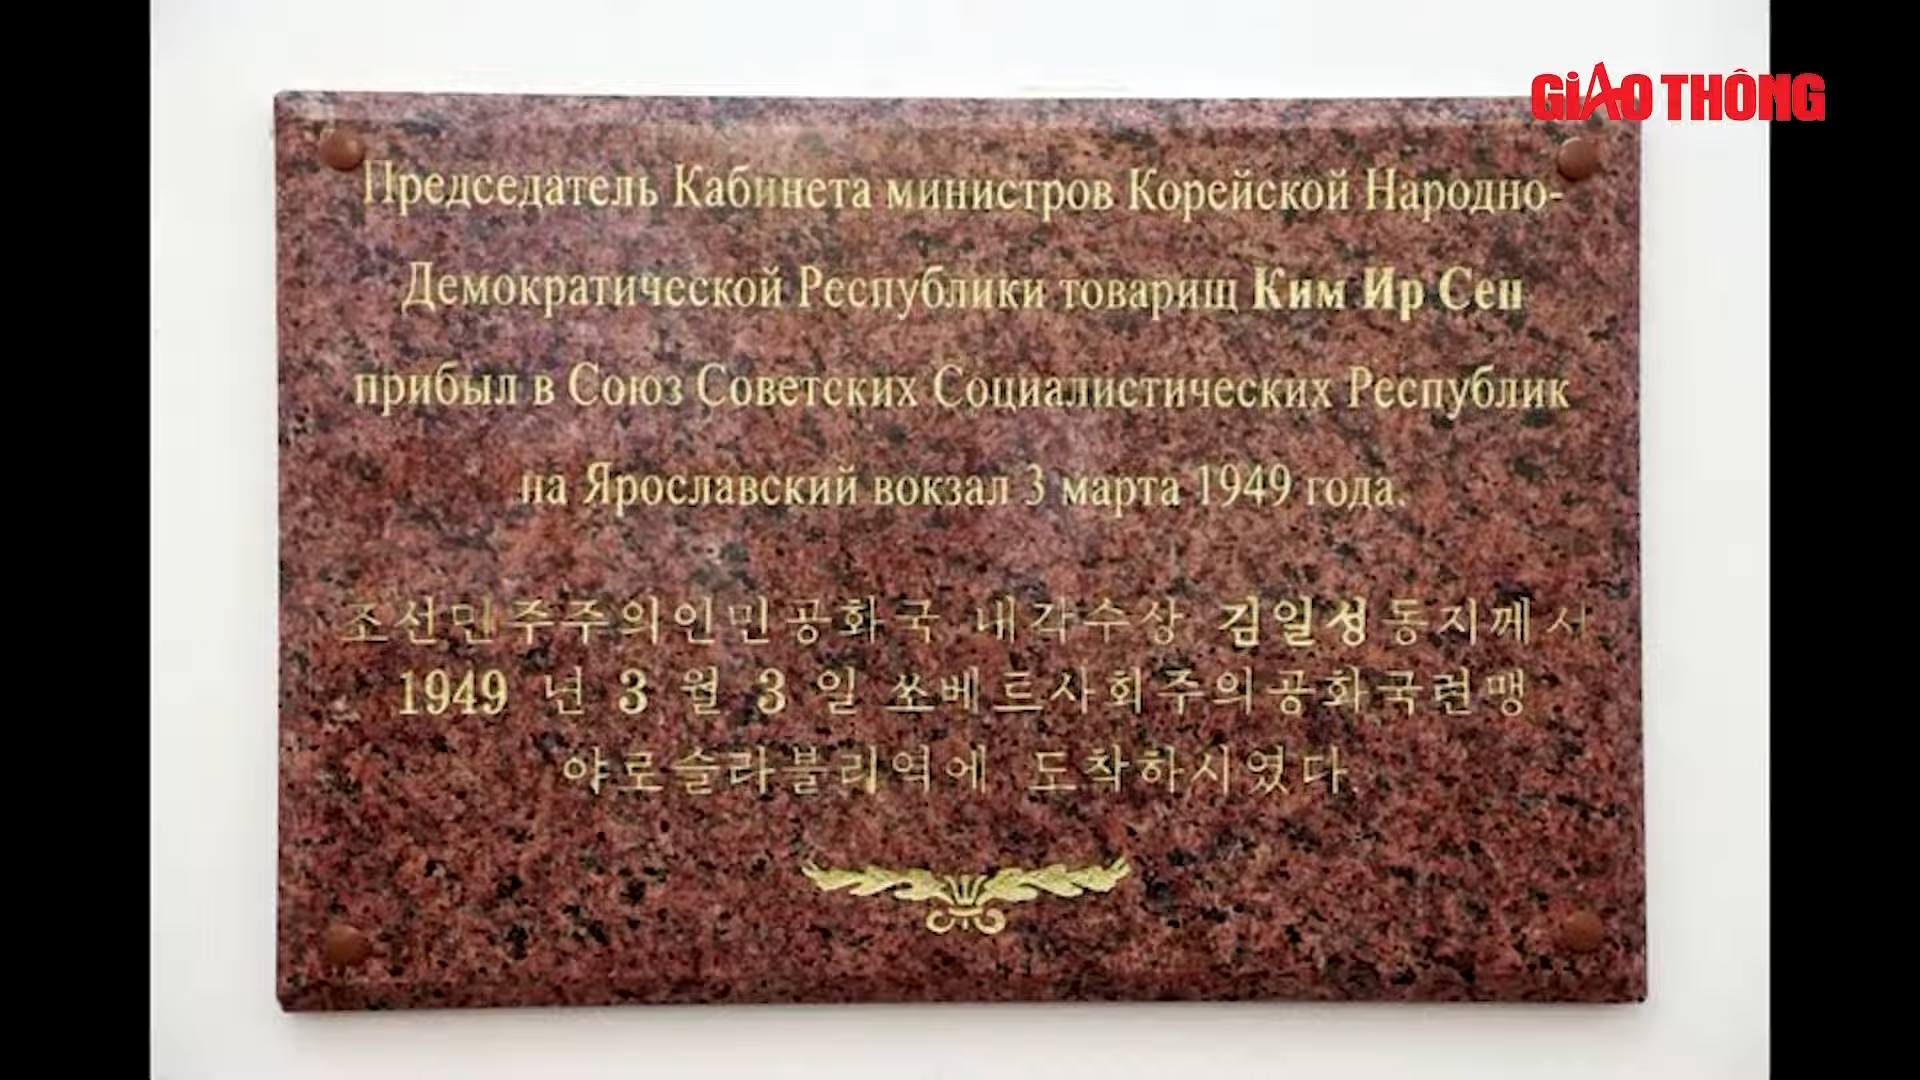 GIAO THÔNG
Председатель Кабинета министров Корейской Народно-
Демократической Республики товарищ Ким Ир Сен
прибыл в Союз Советских Социалистических Республик
на Ярославский вокзал 3 марта 1949 года.
조선민주주의인민공화국 내각수상 김일성동지께서
1949 년 3 월 3 일 쏘베트사회주의공화국련맹
야로슬라블리역에 도착하시였다.